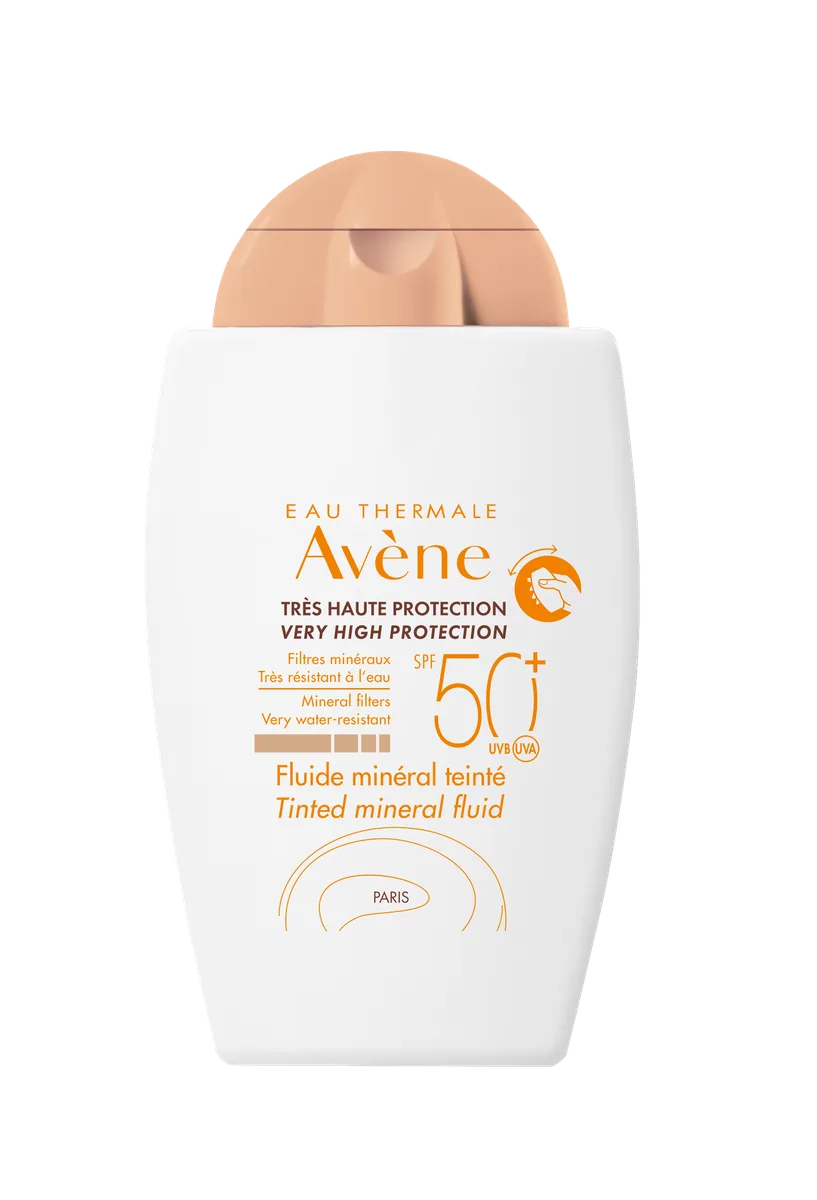 EAU THERMALE
Avène
TRÈS HAUTE PROTECTION
VERY HIGH PROTECTION
Filtres minéraux
Très résistant à l'eau
Mineral filters
Very water-resistant
SPF 50+
UVB UVA
Fluide minéral teinté
Tinted mineral fluid
PARIS